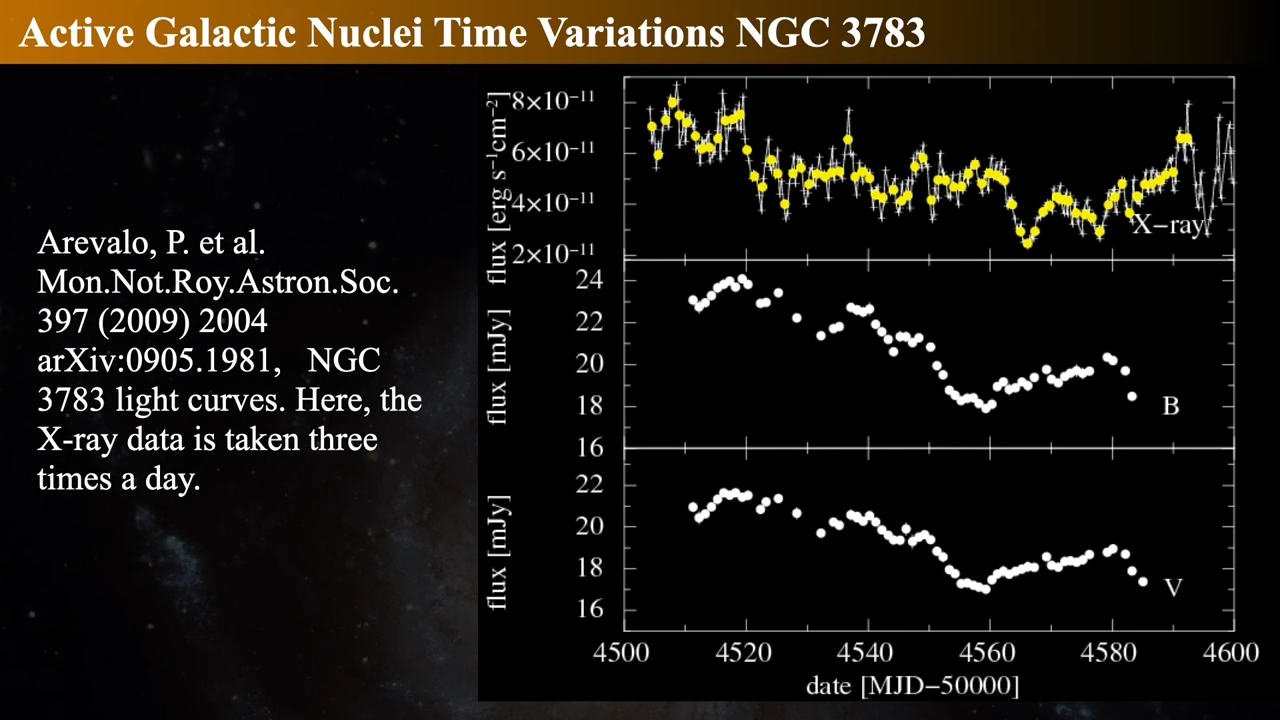 Active Galactic Nuclei Time Variations NGC 3783
Arevalo, P. et al.
Mon.Not.Roy.Astron.Soc.
397 (2009) 2004
arXiv:0905.1981,   NGC
3783 light curves. Here, the
X-ray data is taken three
times a day.
flux [erg s⁻¹cm⁻²]
8×10⁻¹¹
6×10⁻¹¹
4×10⁻¹¹
2×10⁻¹¹
X−ray
flux [mJy]
24
22
20
18
16
B
flux [mJy]
22
20
18
16
V
4500 4520 4540 4560 4580 4600
date [MJD−50000]